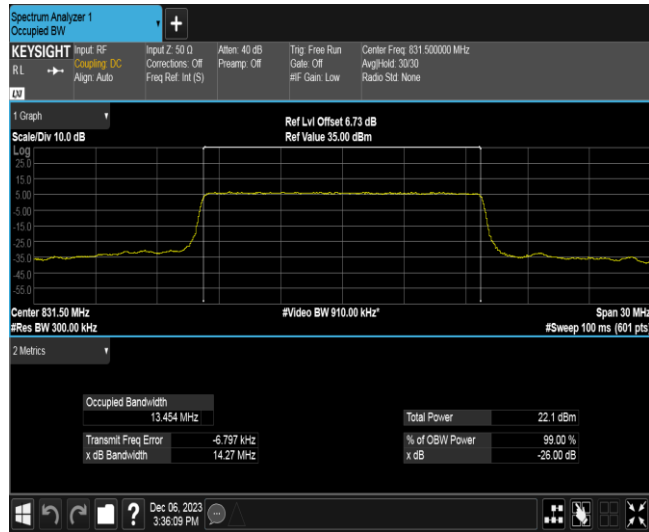 Spectrum Analyzer 1
Occupied BW
KEYSIGHT
RL
LXI
Input: RF
Coupling: DC
Align: Auto
Input Z: 50 Ω
Corrections: Off
Freq Ref: Int (S)
Atten: 40 dB
Preamp: Off
Trig: Free Run
Gate: Off
#IF Gain: Low
Center Freq: 831.500000 MHz
Avg|Hold: 30/30
Radio Std: None
1 Graph
Scale/Div 10.0 dB
Ref Lvl Offset 6.73 dB
Ref Value 35.00 dBm
Log
25.0
15.0
5.00
-5.00
-15.0
-25.0
-35.0
-45.0
-55.0
Center 831.50 MHz
#Video BW 910.00 kHz*
Span 30 MHz
#Res BW 300.00 kHz
#Sweep 100 ms (601 pts)
2 Metrics
Occupied Bandwidth
13.454 MHz
Total Power 22.1 dBm
Transmit Freq Error -6.797 kHz
% of OBW Power 99.00 %
x dB Bandwidth 14.27 MHz
x dB -26.00 dB
?
Dec 06, 2023
3:36:09 PM